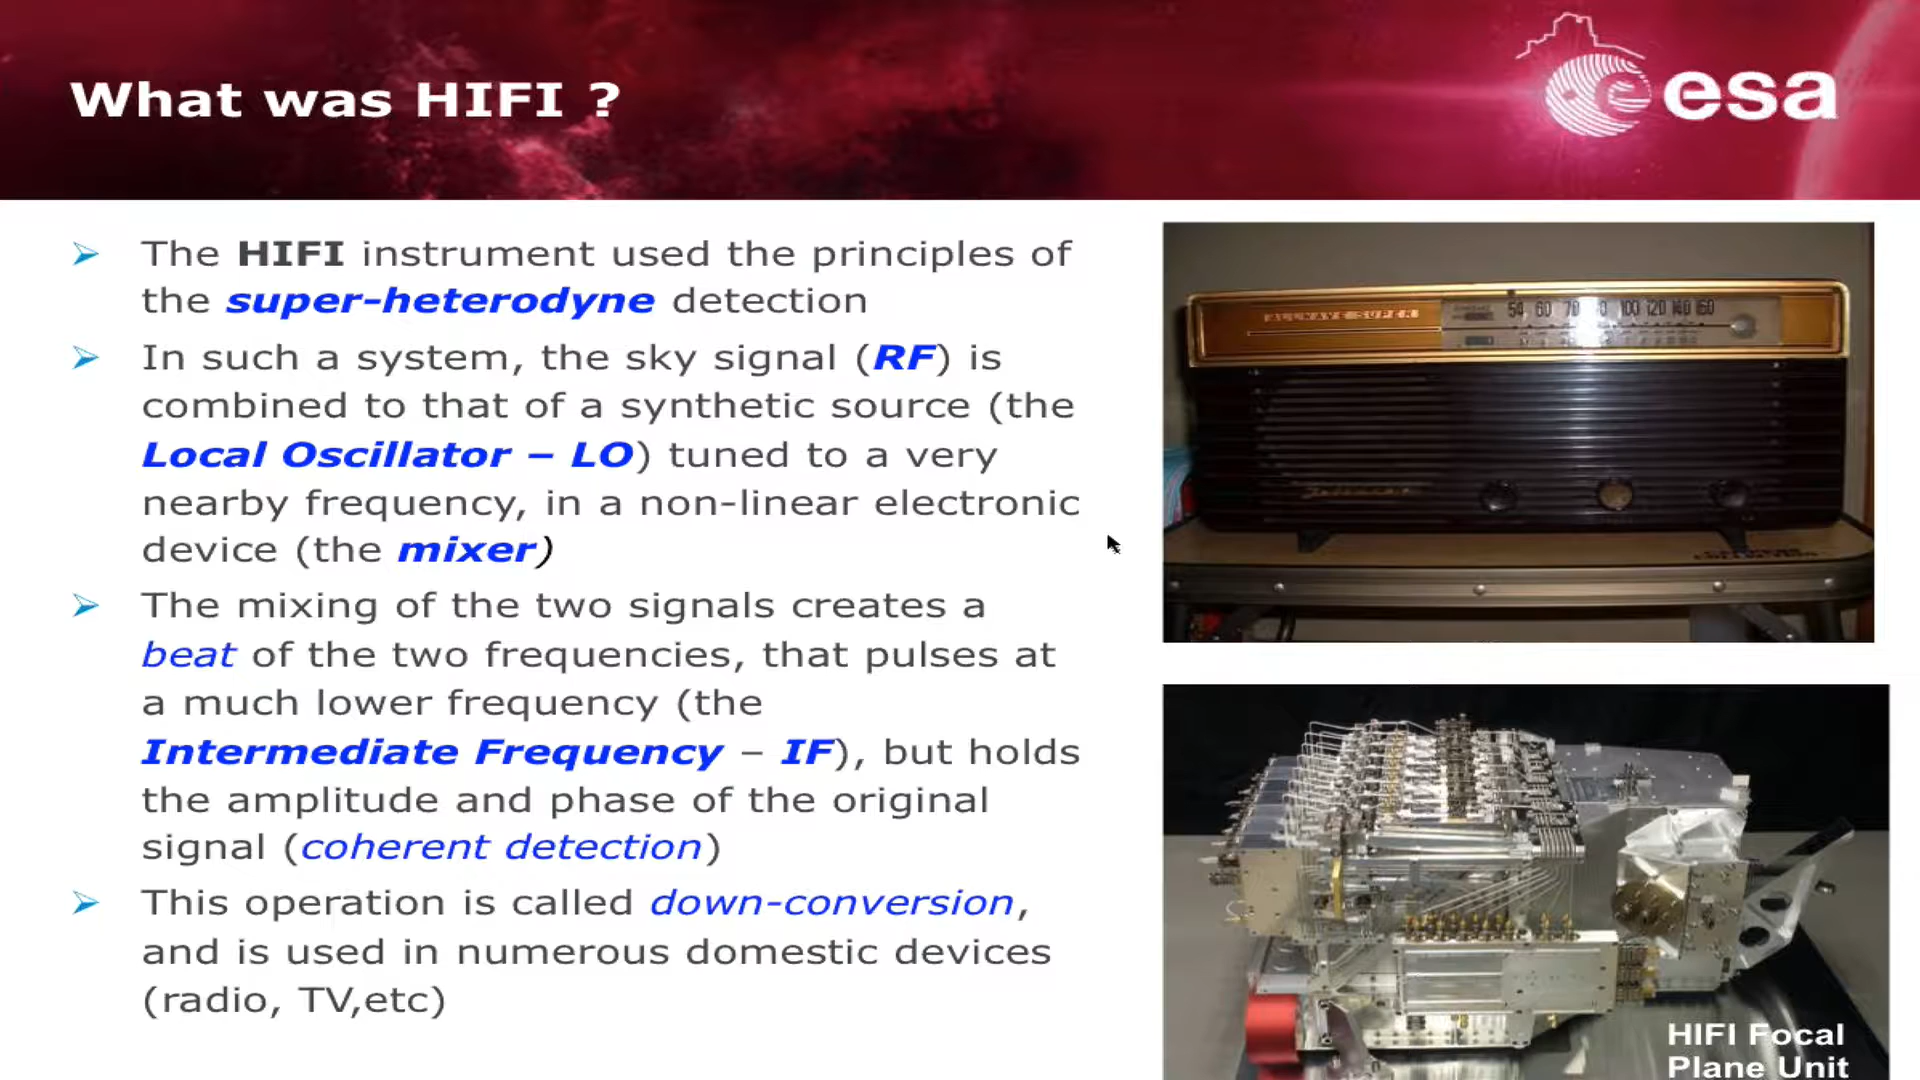 What was HIFI ?
esa
➢ The HIFI instrument used the principles of
the super-heterodyne detection
➢ In such a system, the sky signal (RF) is
combined to that of a synthetic source (the
Local Oscillator – LO) tuned to a very
nearby frequency, in a non-linear electronic
device (the mixer)
➢ The mixing of the two signals creates a
beat of the two frequencies, that pulses at
a much lower frequency (the
Intermediate Frequency – IF), but holds
the amplitude and phase of the original
signal (coherent detection)
➢ This operation is called down-conversion,
and is used in numerous domestic devices
(radio, TV,etc)
ALLWAVE SUPER
54 60 70 100 120 140 160
HIFI Focal
Plane Unit